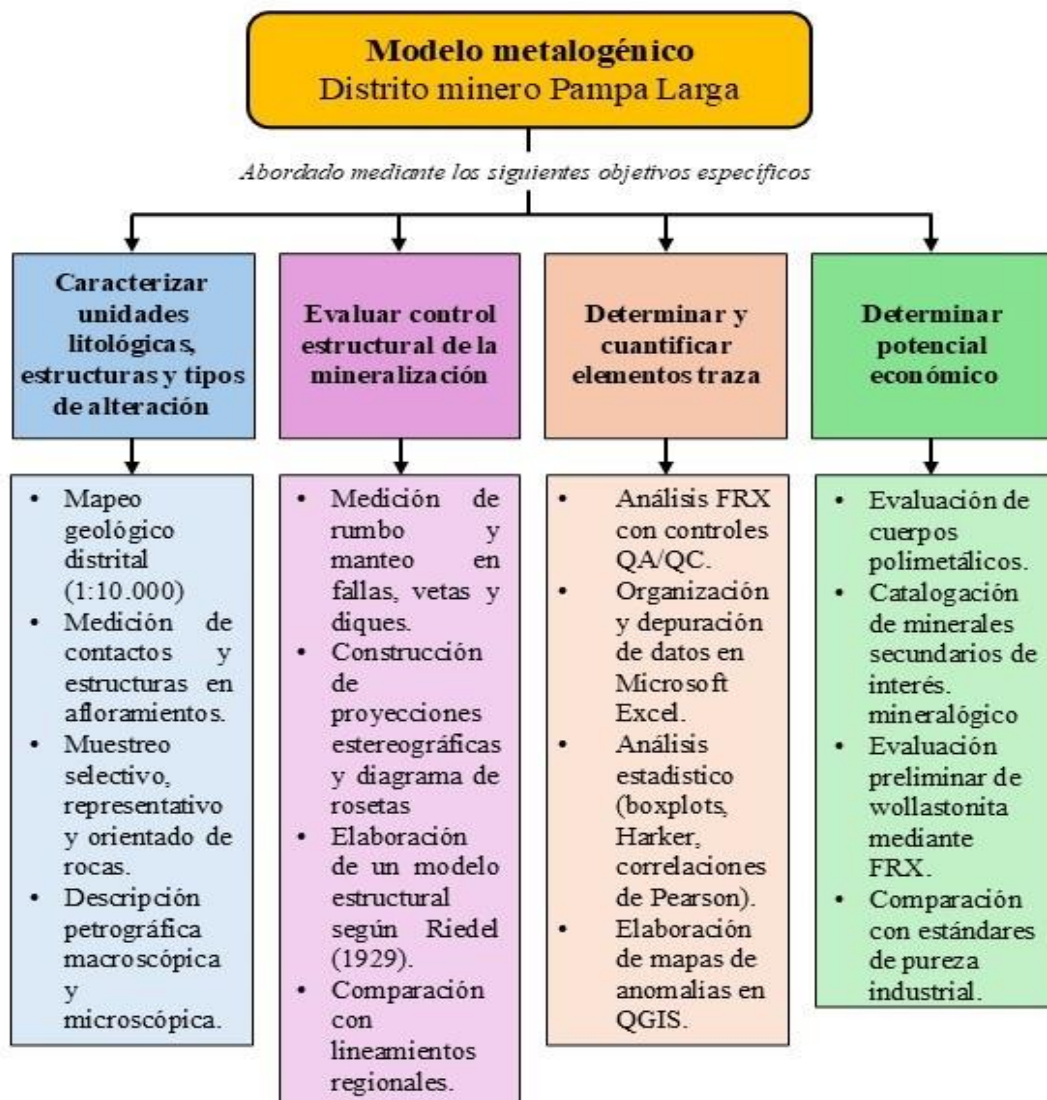 Modelo metalogénico
Distrito minero Pampa Larga
Abordado mediante los siguientes objetivos específicos
Caracterizar
unidades
litológicas,
estructuras y tipos
de alteración
Evaluar control
estructural de la
mineralización
Determinar y
cuantificar
elementos traza
Determinar
potencial
económico
• Mapeo
geológico
distrital
(1:10.000)
• Medición de
contactos y
estructuras en
afloramientos.
• Muestreo
selectivo,
representativo
y orientado de
rocas.
• Descripción
petrográfica
macroscópica
y
microscópica.
• Medición de
rumbo y
manteo en
fallas, vetas y
diques.
• Construcción
de
proyecciones
estereográficas
y diagrama de
rosetas
• Elaboración
de un modelo
estructural
según Riedel
(1929).
• Comparación
con
lineamientos
regionales.
• Análisis FRX
con controles
QA/QC.
• Organización
y depuración
de datos en
Microsoft
Excel.
• Análisis
estadístico
(boxplots,
Harker,
correlaciones
de Pearson).
• Elaboración
de mapas de
anomalías en
QGIS.
• Evaluación de
cuerpos
polimetálicos.
• Catalogación
de minerales
secundarios de
interés.
mineralógico
• Evaluación
preliminar de
wollastonita
mediante
FRX.
• Comparación
con estándares
de pureza
industrial.